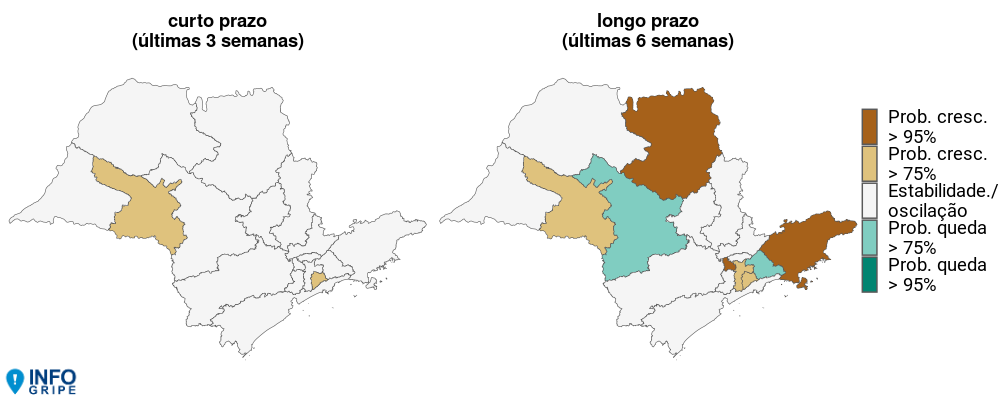 curto prazo
(últimas 3 semanas)
longo prazo
(últimas 6 semanas)
Prob. cresc.
> 95%
Prob. cresc.
> 75%
Estabilidade./
oscilação
Prob. queda
> 75%
Prob. queda
> 95%
INFO
GRIPE